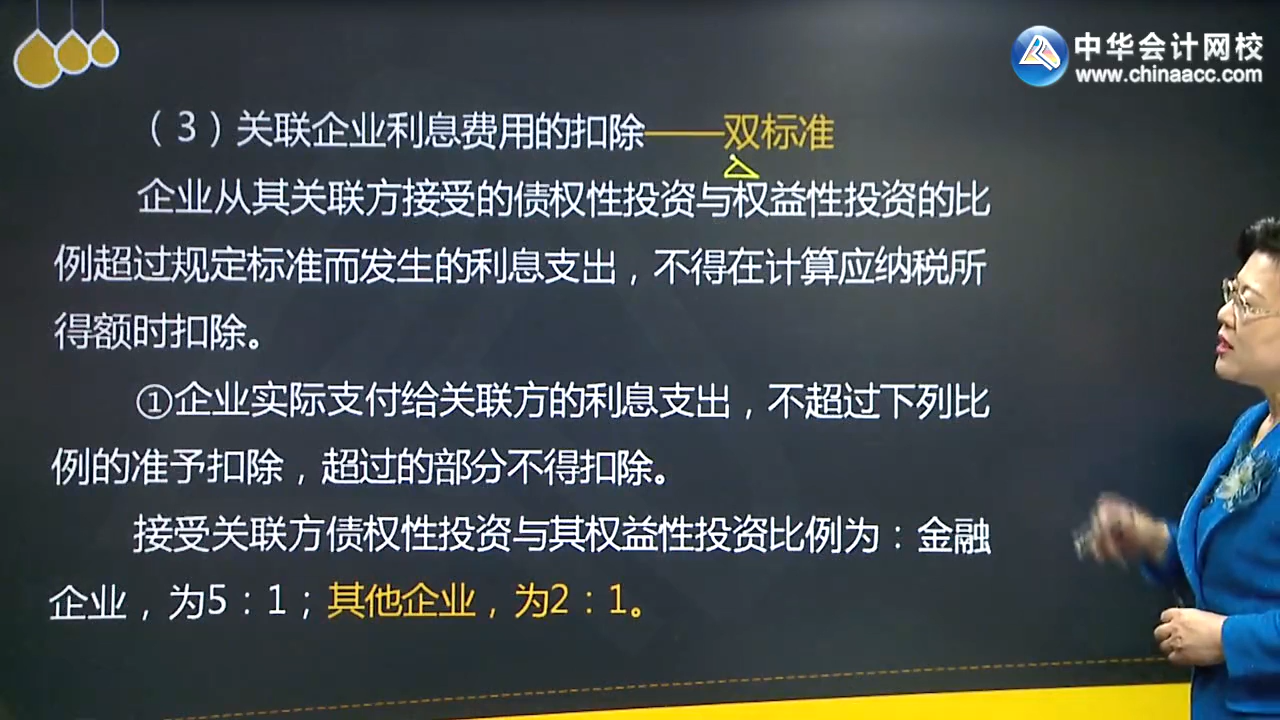 中华会计网校
www.chinaacc.com
（3）关联企业利息费用的扣除——双标准
企业从其关联方接受的债权性投资与权益性投资的比
例超过规定标准而发生的利息支出，不得在计算应纳税所
得额时扣除。
①企业实际支付给关联方的利息支出，不超过下列比
例的准予扣除，超过的部分不得扣除。
接受关联方债权性投资与其权益性投资比例为：金融
企业，为5：1；其他企业，为2：1。